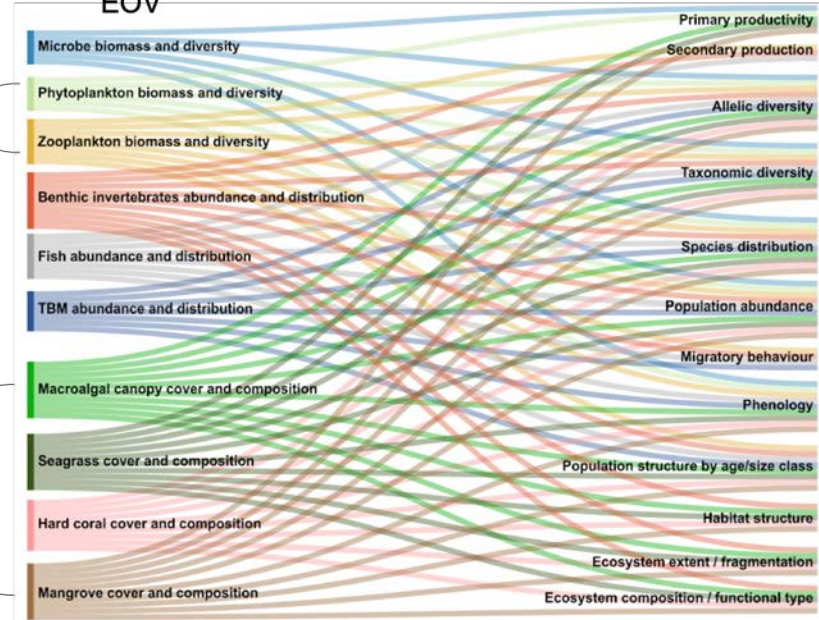 EOV
Microbe biomass and diversity
Phytoplankton biomass and diversity
Zooplankton biomass and diversity
Benthic invertebrates abundance and distribution
Fish abundance and distribution
TBM abundance and distribution
Macroalgal canopy cover and composition
Seagrass cover and composition
Hard coral cover and composition
Mangrove cover and composition
Primary productivity
Secondary production
Allelic diversity
Taxonomic diversity
Species distribution
Population abundance
Migratory behaviour
Phenology
Population structure by age/size class
Habitat structure
Ecosystem extent / fragmentation
Ecosystem composition / functional type